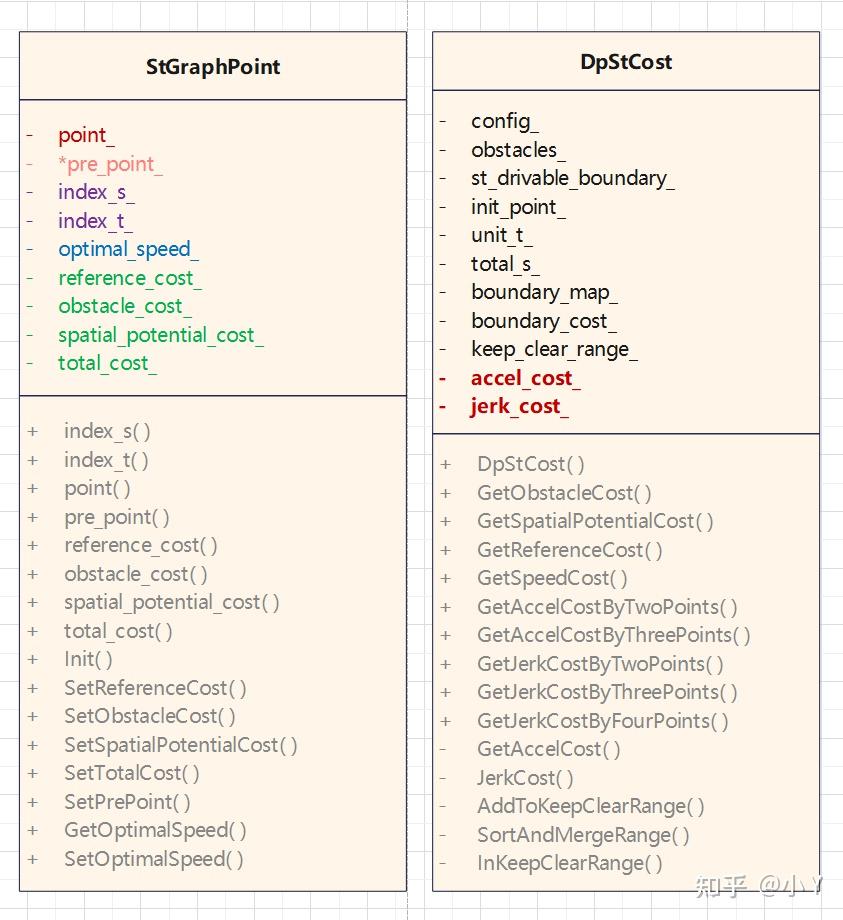 StGraphPoint
- point_
- *pre_point_
- index_s_
- index_t_
- optimal_speed_
- reference_cost_
- obstacle_cost_
- spatial_potential_cost_
- total_cost_
+ index_s( )
+ index_t( )
+ point( )
+ pre_point( )
+ reference_cost( )
+ obstacle_cost( )
+ spatial_potential_cost( )
+ total_cost( )
+ Init( )
+ SetReferenceCost( )
+ SetObstacleCost( )
+ SetSpatialPotentialCost( )
+ SetTotalCost( )
+ SetPrePoint( )
+ GetOptimalSpeed( )
+ SetOptimalSpeed( )
DpStCost
- config_
- obstacles_
- st_drivable_boundary_
- init_point_
- unit_t_
- total_s_
- boundary_map_
- boundary_cost_
- keep_clear_range_
- accel_cost_
- jerk_cost_
+ DpStCost( )
+ GetObstacleCost( )
+ GetSpatialPotentialCost( )
+ GetReferenceCost( )
+ GetSpeedCost( )
+ GetAccelCostByTwoPoints( )
+ GetAccelCostByThreePoints( )
+ GetJerkCostByTwoPoints( )
+ GetJerkCostByThreePoints( )
+ GetJerkCostByFourPoints( )
- GetAccelCost( )
- JerkCost( )
- AddToKeepClearRange( )
- SortAndMergeRange( )
- InKeepClearRange( )
知乎 @小丫